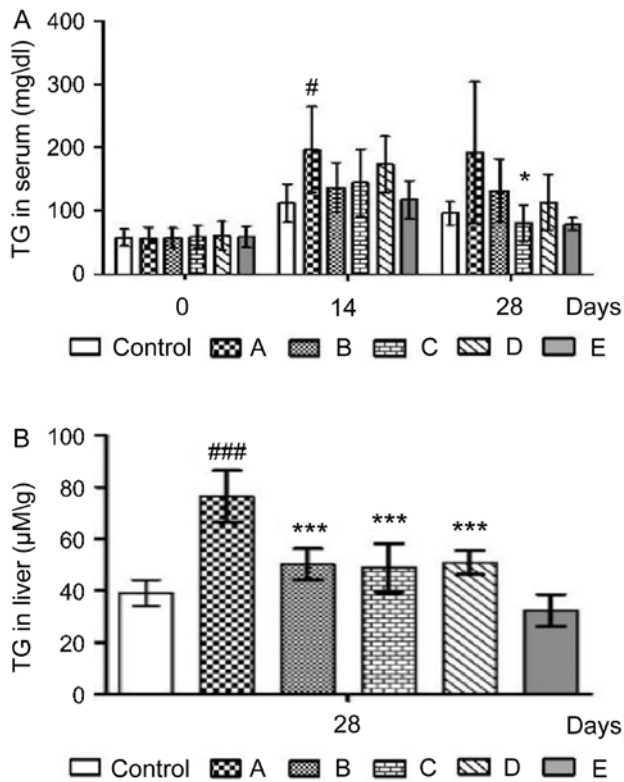 A
TG in serum (mg\dl)
400
300
200
100
0
#
*
0 14 28 Days
Control A B C D E
B
TG in liver (µM\g)
100
80
60
40
20
0
###
*** *** ***
28 Days
Control A B C D E